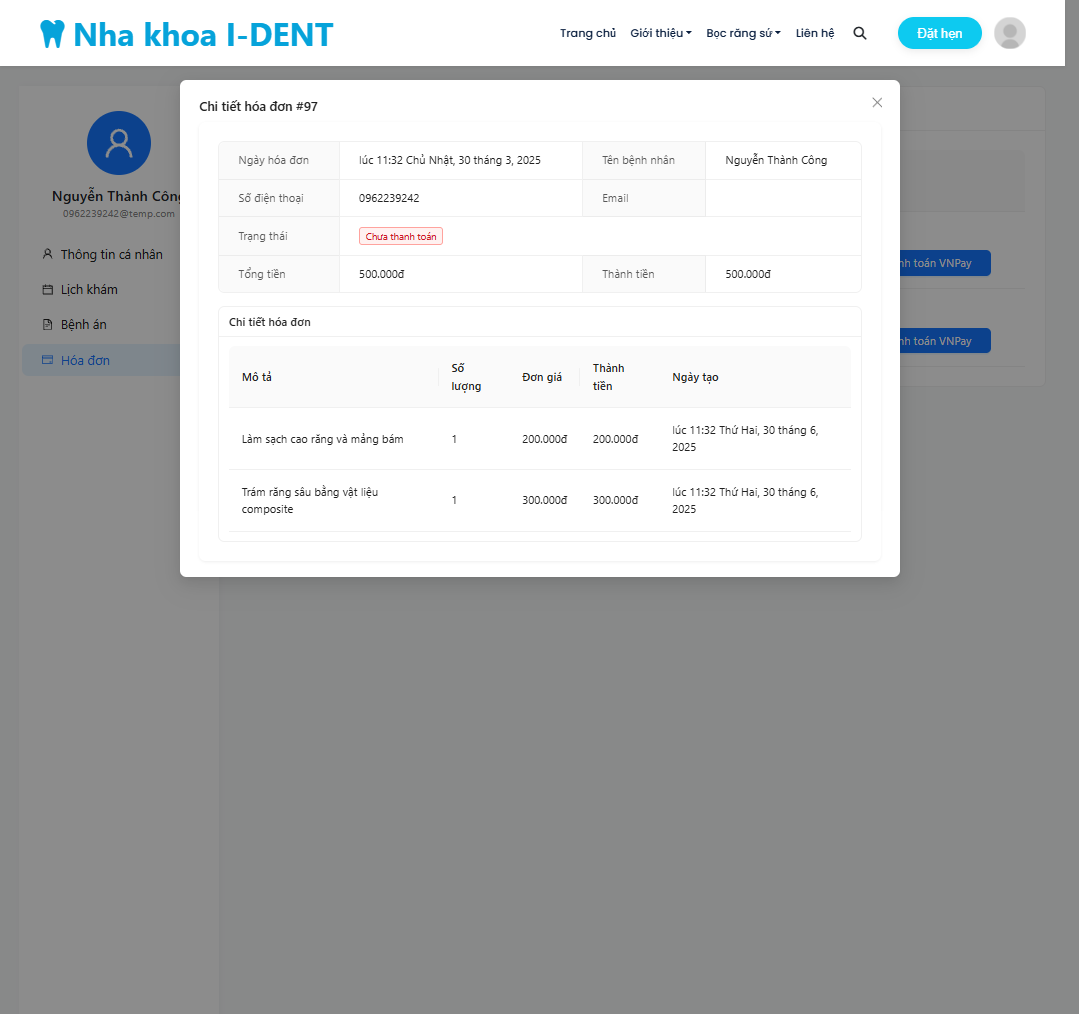 Nha khoa I-DENT
Trang chủ Giới thiệu Bọc răng sứ Liên hệ Đặt hẹn
Chi tiết hóa đơn #97
Nguyễn Thành Công
0962239242@temp.com
Thông tin cá nhân
Lịch khám
Bệnh án
Hóa đơn
Ngày hóa đơn lúc 11:32 Chủ Nhật, 30 tháng 3, 2025 Tên bệnh nhân Nguyễn Thành Công
Số điện thoại 0962239242 Email
Trạng thái Chưa thanh toán
Tổng tiền 500.000đ Thành tiền 500.000đ
Chi tiết hóa đơn
Mô tả Số lượng Đơn giá Thành tiền Ngày tạo
Làm sạch cao răng và mảng bám 1 200.000đ 200.000đ lúc 11:32 Thứ Hai, 30 tháng 6, 2025
Trám răng sâu bằng vật liệu composite 1 300.000đ 300.000đ lúc 11:32 Thứ Hai, 30 tháng 6, 2025
toán VNPay
toán VNPay